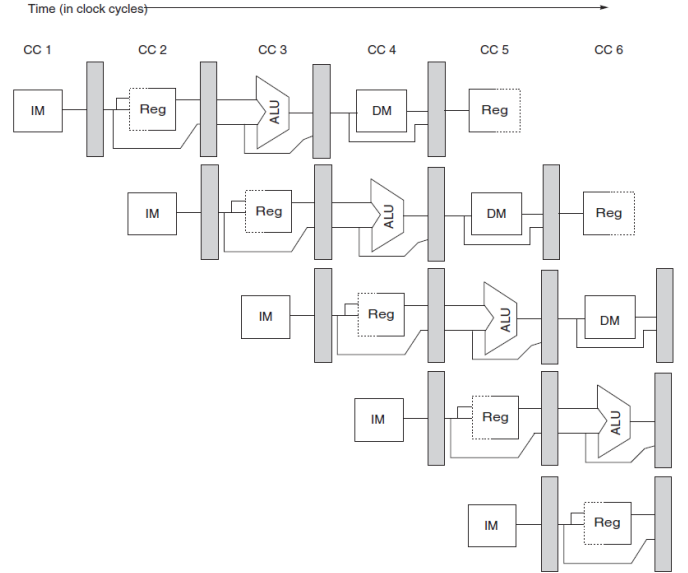 Time (in clock cycles)
CC 1 CC 2 CC 3 CC 4 CC 5 CC 6
IM Reg ALU DM Reg
IM Reg ALU DM Reg
IM Reg ALU DM
IM Reg ALU
IM Reg